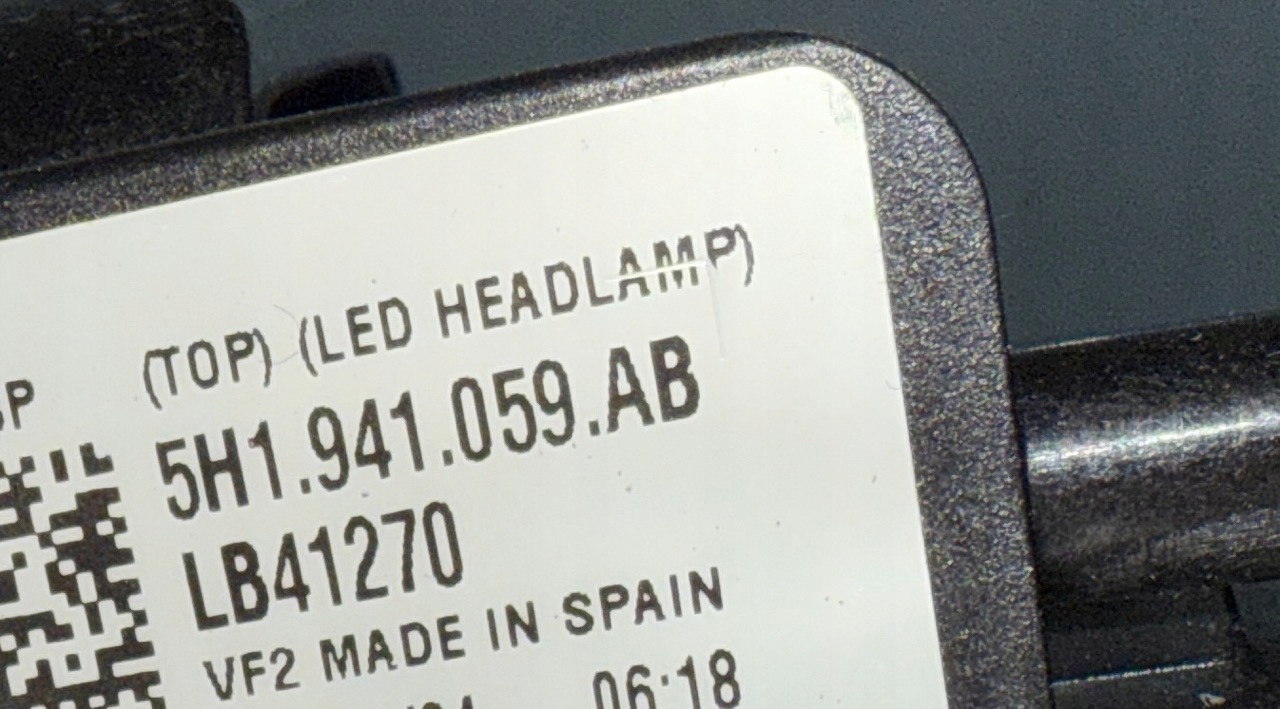 (TOP) (LED HEADLAMP)
5H1.941.059.AB
LB41270
VF2 MADE IN SPAIN
06:18